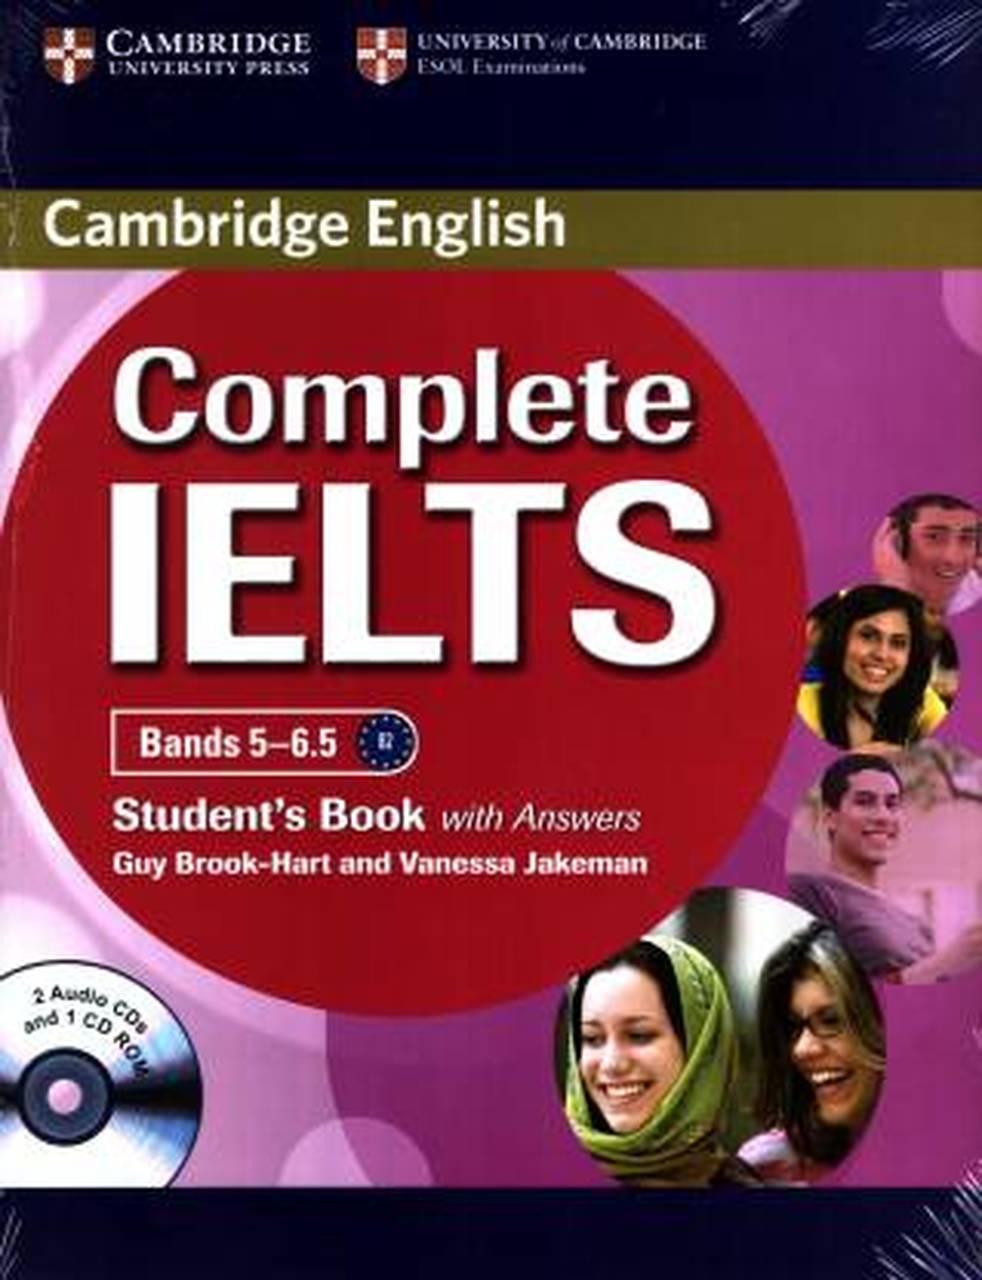 CAMBRIDGE
UNIVERSITY PRESS
UNIVERSITY of CAMBRIDGE
ESOL Examinations
Cambridge English
Complete
IELTS
Bands 5–6.5 B2
Student's Book with Answers
Guy Brook-Hart and Vanessa Jakeman
2 Audio CDs
and 1 CD ROM